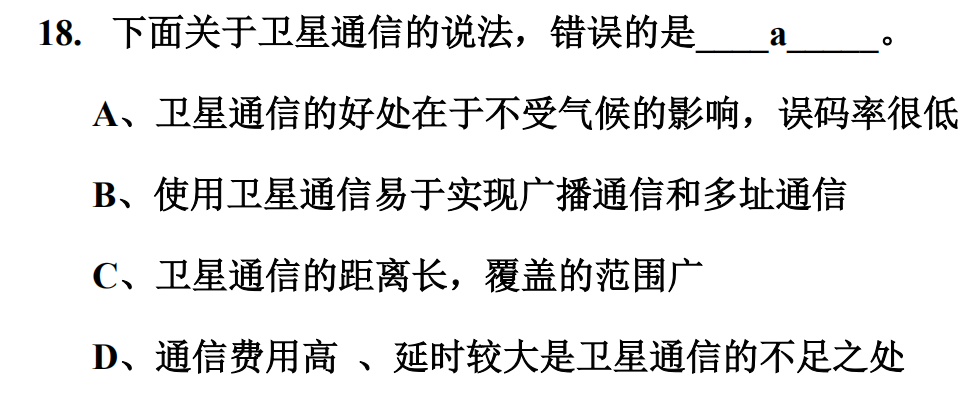 18. 下面关于卫星通信的说法，错误的是____a_____。
A、卫星通信的好处在于不受气候的影响，误码率很低
B、使用卫星通信易于实现广播通信和多址通信
C、卫星通信的距离长，覆盖的范围广
D、通信费用高 、延时较大是卫星通信的不足之处